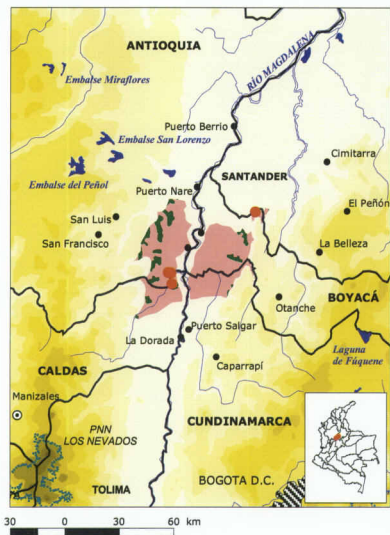 ANTIOQUIA
RÍO MAGDALENA
Embalse Miraflores
Puerto Berrio
Embalse San Lorenzo
Cimitarra
Embalse del Peñol
SANTANDER
Puerto Nare
El Peñón
San Luis
San Francisco
La Belleza
Otanche
BOYACÁ
Puerto Salgar
La Dorada
Laguna
de Fúquene
Caparrapí
CALDAS
Manizales
PNN
LOS NEVADOS
CUNDINAMARCA
TOLIMA
BOGOTA D.C.
30 0 30 60 km